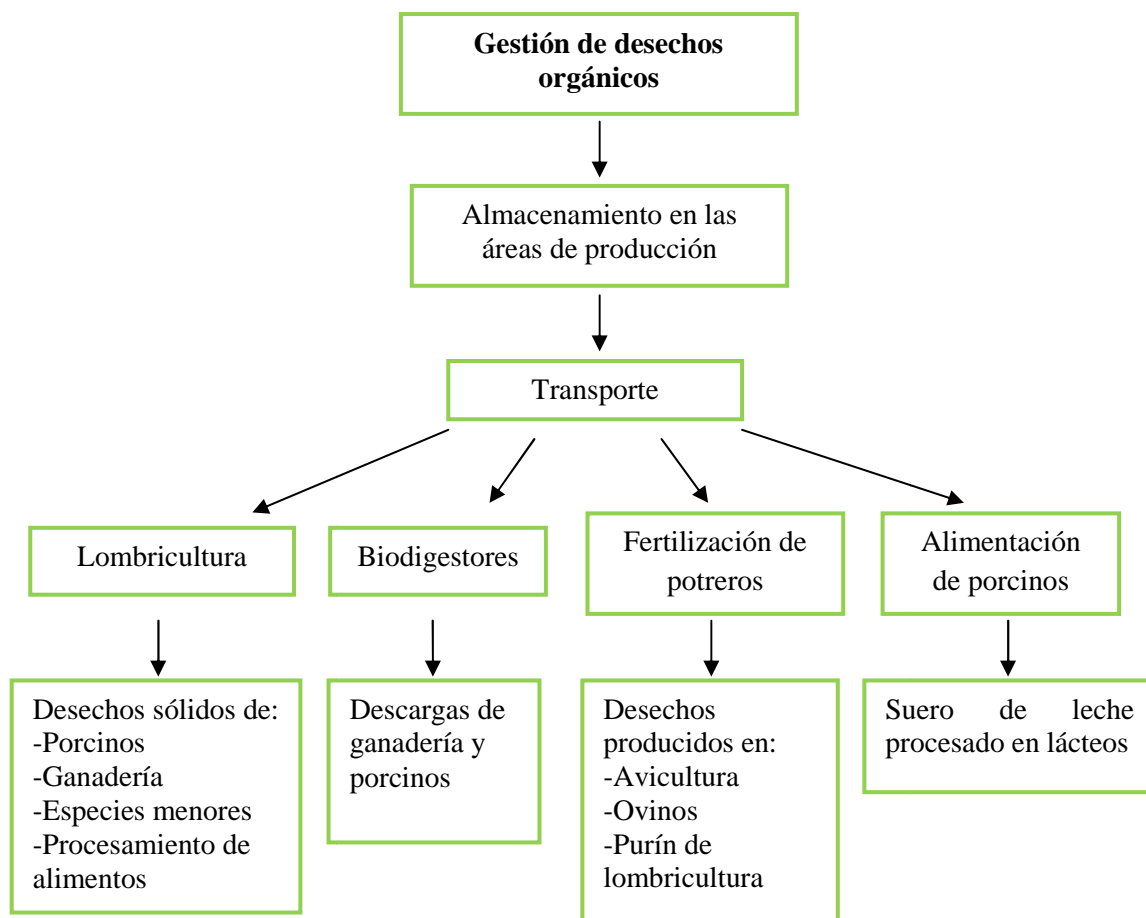 Gestión de desechos
orgánicos
Almacenamiento en las
áreas de producción
Transporte
Lombricultura
Biodigestores
Fertilización de
potreros
Alimentación
de porcinos
Desechos sólidos de:
-Porcinos
-Ganadería
-Especies menores
-Procesamiento de
alimentos
Descargas de
ganadería y
porcinos
Desechos
producidos en:
-Avicultura
-Ovinos
-Purín de
lombricultura
Suero de leche
procesado en lácteos